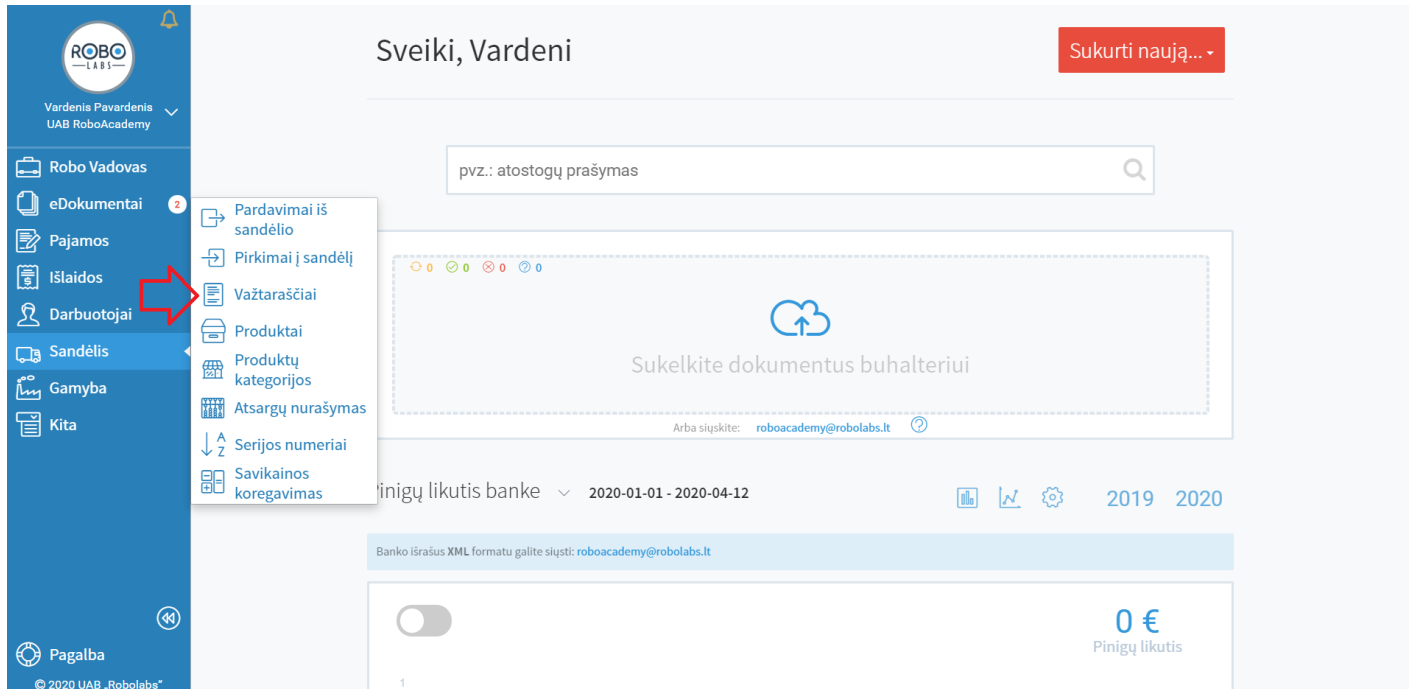 ROBO
LABS
Vardenis Pavardenis
UAB RoboAcademy
Robo Vadovas
eDokumentai 2
Pajamos
Išlaidos
Darbuotojai
Sandėlis
Gamyba
Kita
Pagalba
© 2020 UAB „Robolabs“
Pardavimai iš
sandėlio
Pirkimai į sandėlį
Važtaraščiai
Produktai
Produktų
kategorijos
Atsargų nurašymas
A
Z
Serijos numeriai
Savikainos
koregavimas
Sveiki, Vardeni
Sukurti naują...
pvz.: atostogų prašymas
0 0 0 0
Sukelkite dokumentus buhalteriui
Arba siųskite: roboacademy@robolabs.lt
inigų likutis banke 2020-01-01 - 2020-04-12
2019 2020
Banko išrašus XML formatu galite siųsti: roboacademy@robolabs.lt
0 €
Pinigų likutis
1